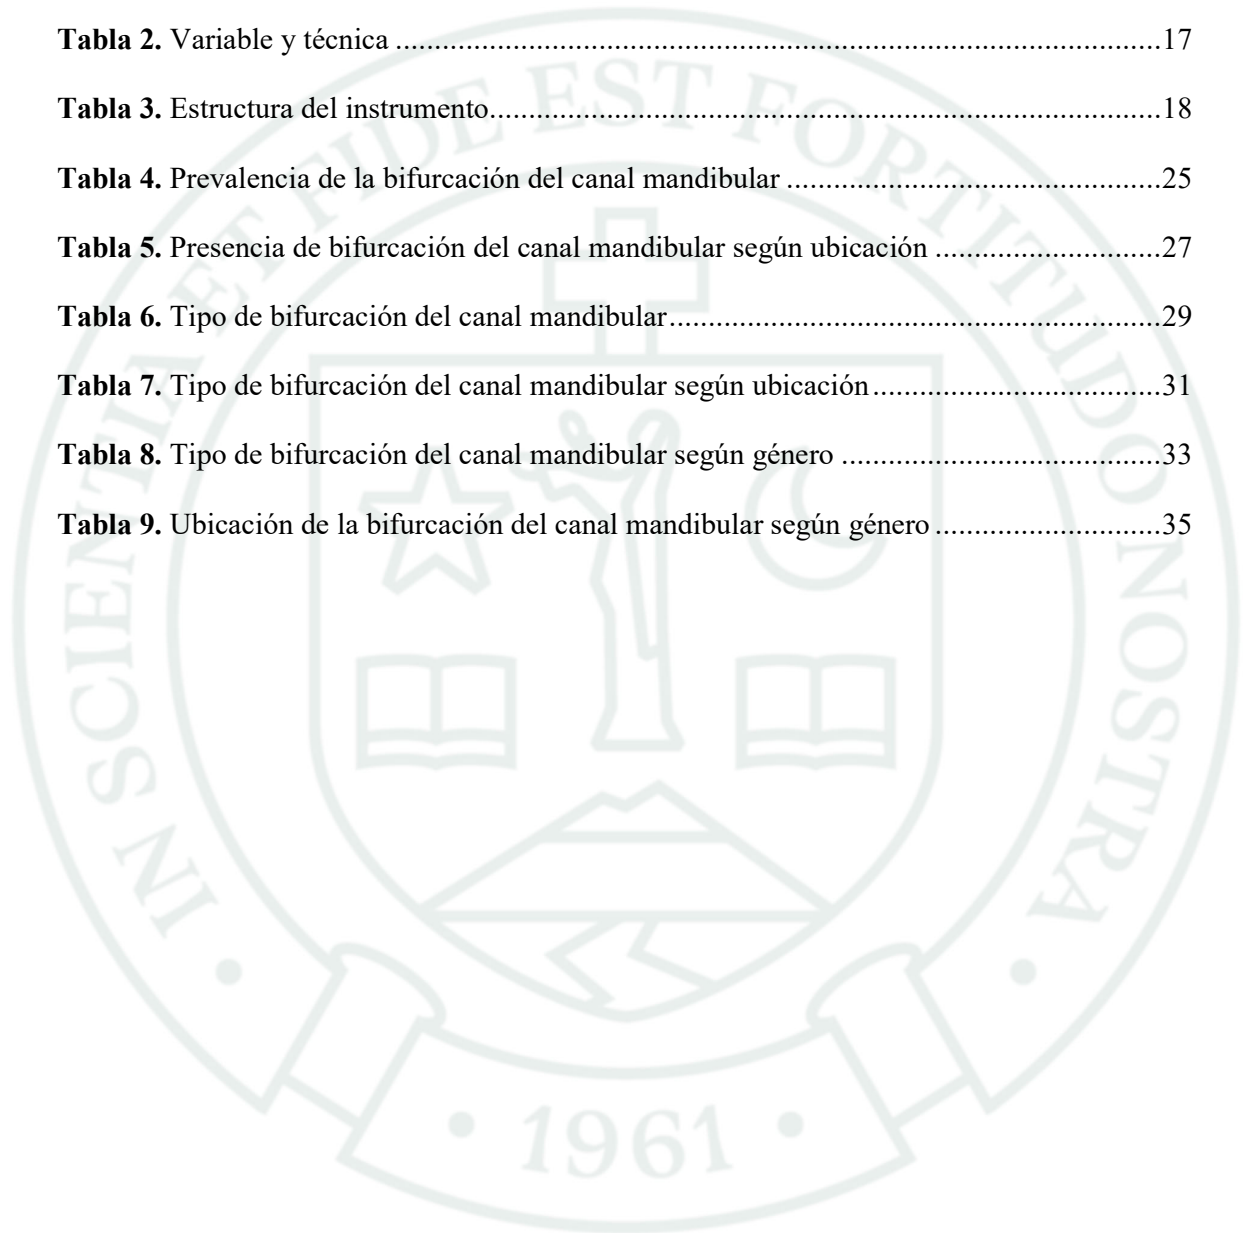 Tabla 2. Variable y técnica ....................................................................................................17
Tabla 3. Estructura del instrumento........................................................................................18
Tabla 4. Prevalencia de la bifurcación del canal mandibular .................................................25
Tabla 5. Presencia de bifurcación del canal mandibular según ubicación ..............................27
Tabla 6. Tipo de bifurcación del canal mandibular.................................................................29
Tabla 7. Tipo de bifurcación del canal mandibular según ubicación......................................31
Tabla 8. Tipo de bifurcación del canal mandibular según género ..........................................33
Tabla 9. Ubicación de la bifurcación del canal mandibular según género ..............................35
IN SCIENTIA ET FIDE EST FORTITUDO NOSTRA
• 1961 •